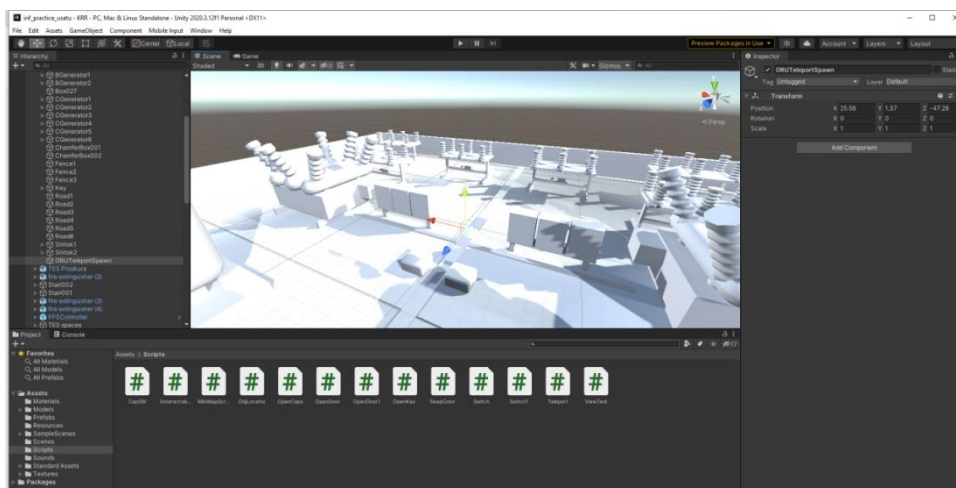 inf_practice_usatu - KRR - PC, Mac & Linux Standalone - Unity 2020.3.12f1 Personal <DX11>
File Edit Assets GameObject Component Mobile Input Window Help
Center Local
Preview Packages in Use
Account
Layers
Layout
Hierarchy
All
BGenerator1
BGenerator2
Box027
CGenerator1
CGenerator2
CGenerator3
CGenerator4
CGenerator5
CGenerator6
ChamferBox001
ChamferBox002
Fence1
Fence2
Fence3
Key
Road1
Road2
Road3
Road4
Road5
Road6
Shitok1
Shitok2
ORUTeleportSpawn
TES Proskura
fire extinguisher (2)
Stair002
Stair001
fire extinguisher (3)
fire extinguisher (4)
FPSController
TES spaces
Scene Game
Shaded
2D
Gizmos
All
Persp
Inspector
ORUTeleportSpawn
Tag Untagged Layer Default
Transform
Position X 25.58 Y 1.37 Z -47.28
Rotation X 0 Y 0 Z 0
Scale X 1 Y 1 Z 1
Add Component
Project Console
Favorites
All Materials
All Models
All Prefabs
Assets
Materials
Models
Prefabs
Resources
SampleScenes
Scenes
Scripts
Sounds
Standard Assets
Textures
Packages
Assets > Scripts
17
CapSW
Interactab...
MiniMapScr...
ObjLocator
OpenCaps
OpenDoor
OpenDoor1
OpenKey
SwapColor
Switch
Switch1
Teleport
ViewTest